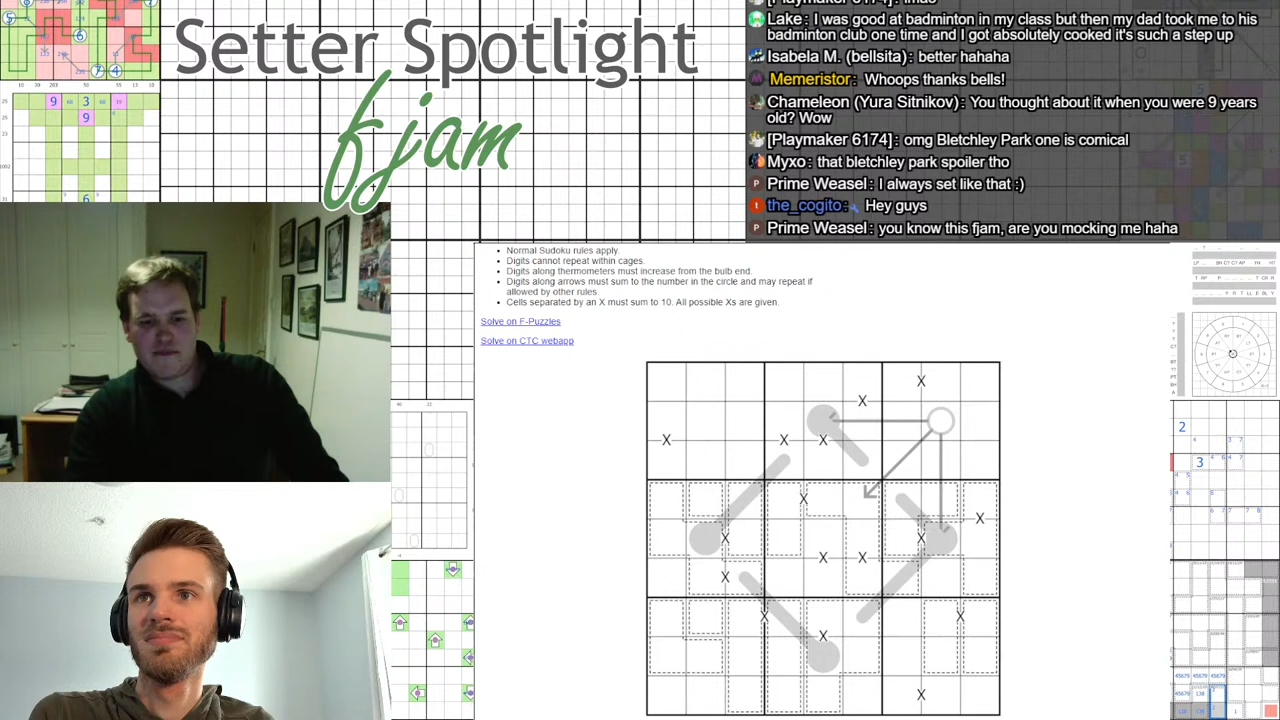 Setter Spotlight
fjam
Lake: I was good at badminton in my class but then my dad took me to his
badminton club one time and I got absolutely cooked it's such a step up
Isabela M. (bellsita): better hahaha
Memeristor: Whoops thanks bells!
Chameleon (Yura Sitnikov): You thought about it when you were 9 years
old? Wow
[Playmaker 6174]: omg Bletchley Park one is comical
Myxo: that bletchley park spoiler tho
Prime Weasel: I always set like that :)
the_cogito: Hey guys
Prime Weasel: you know this fjam, are you mocking me haha
Normal Sudoku rules apply.
Digits cannot repeat within cages.
Digits along thermometers must increase from the bulb end.
Digits along arrows must sum to the number in the circle and may repeat if
allowed by other rules.
Cells separated by an X must sum to 10. All possible Xs are given.
Solve on F-Puzzles
Solve on CTC webapp
X
X
X X X
X
X
X X
X X
X
X X
X
X